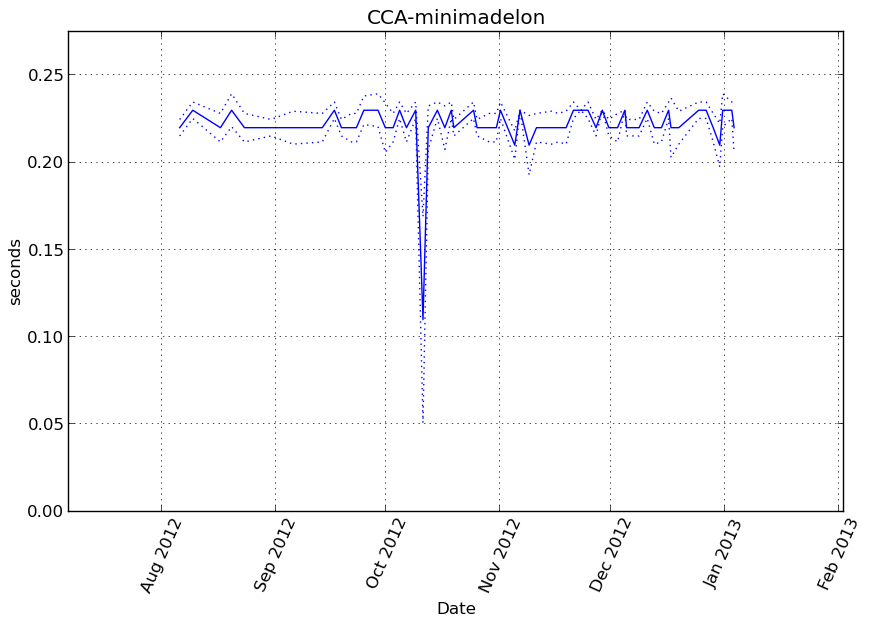 CCA-minimadelon
0.25
0.20
0.15
0.10
0.05
0.00
seconds
Aug 2012
Sep 2012
Oct 2012
Nov 2012
Dec 2012
Jan 2013
Feb 2013
Date